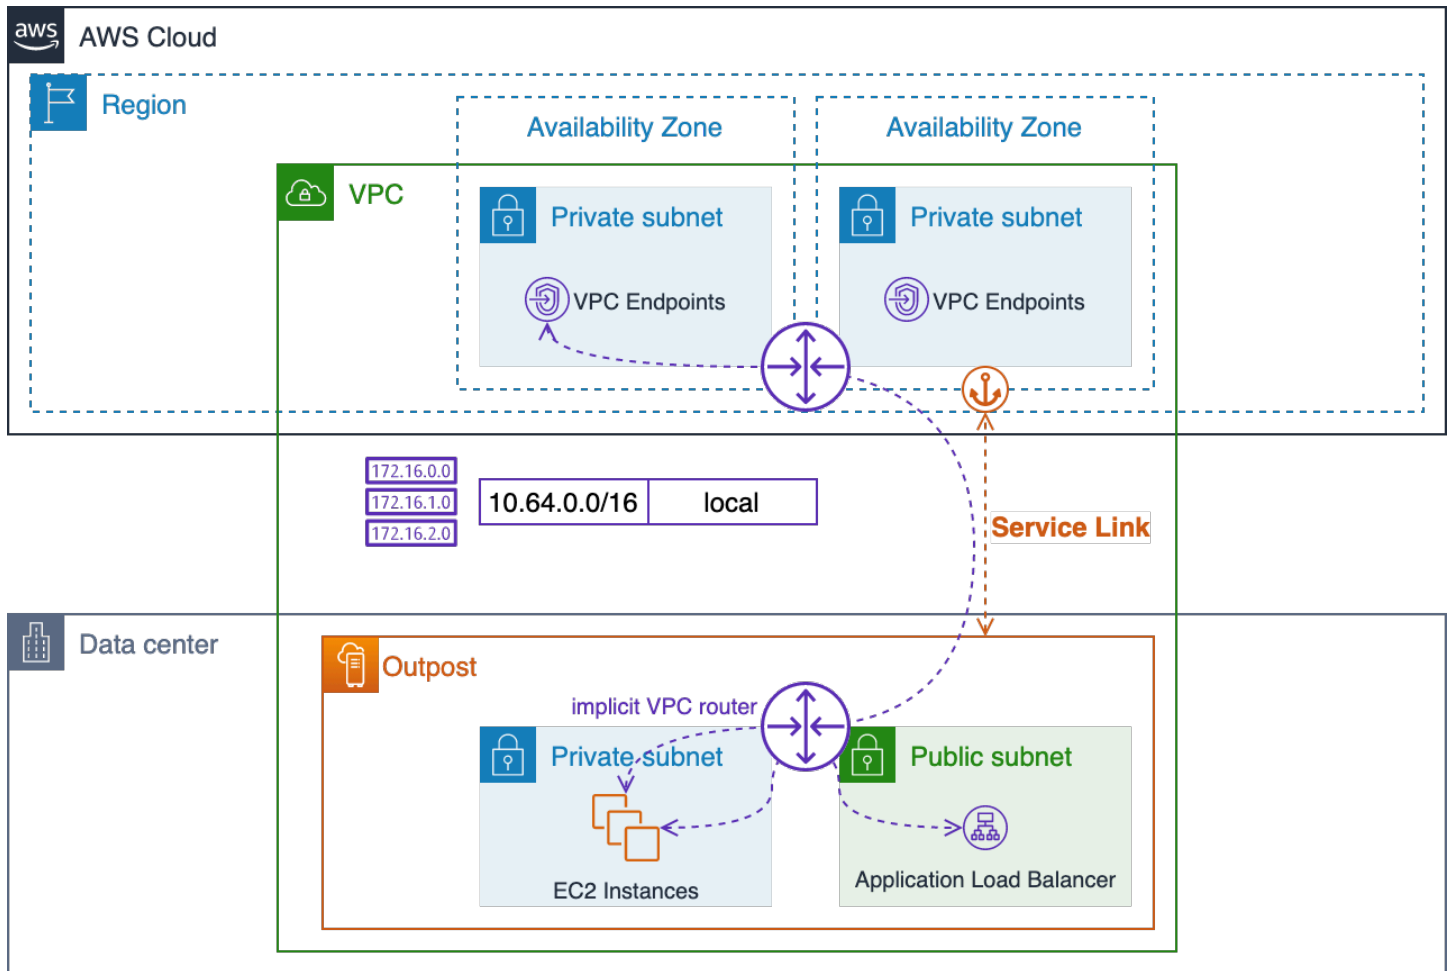 aws
AWS Cloud
Region
Availability Zone
Availability Zone
VPC
Private subnet
Private subnet
VPC Endpoints
VPC Endpoints
172.16.0.0
172.16.1.0
172.16.2.0
10.64.0.0/16
local
Service Link
Data center
Outpost
implicit VPC router
Private subnet
Public subnet
EC2 Instances
Application Load Balancer